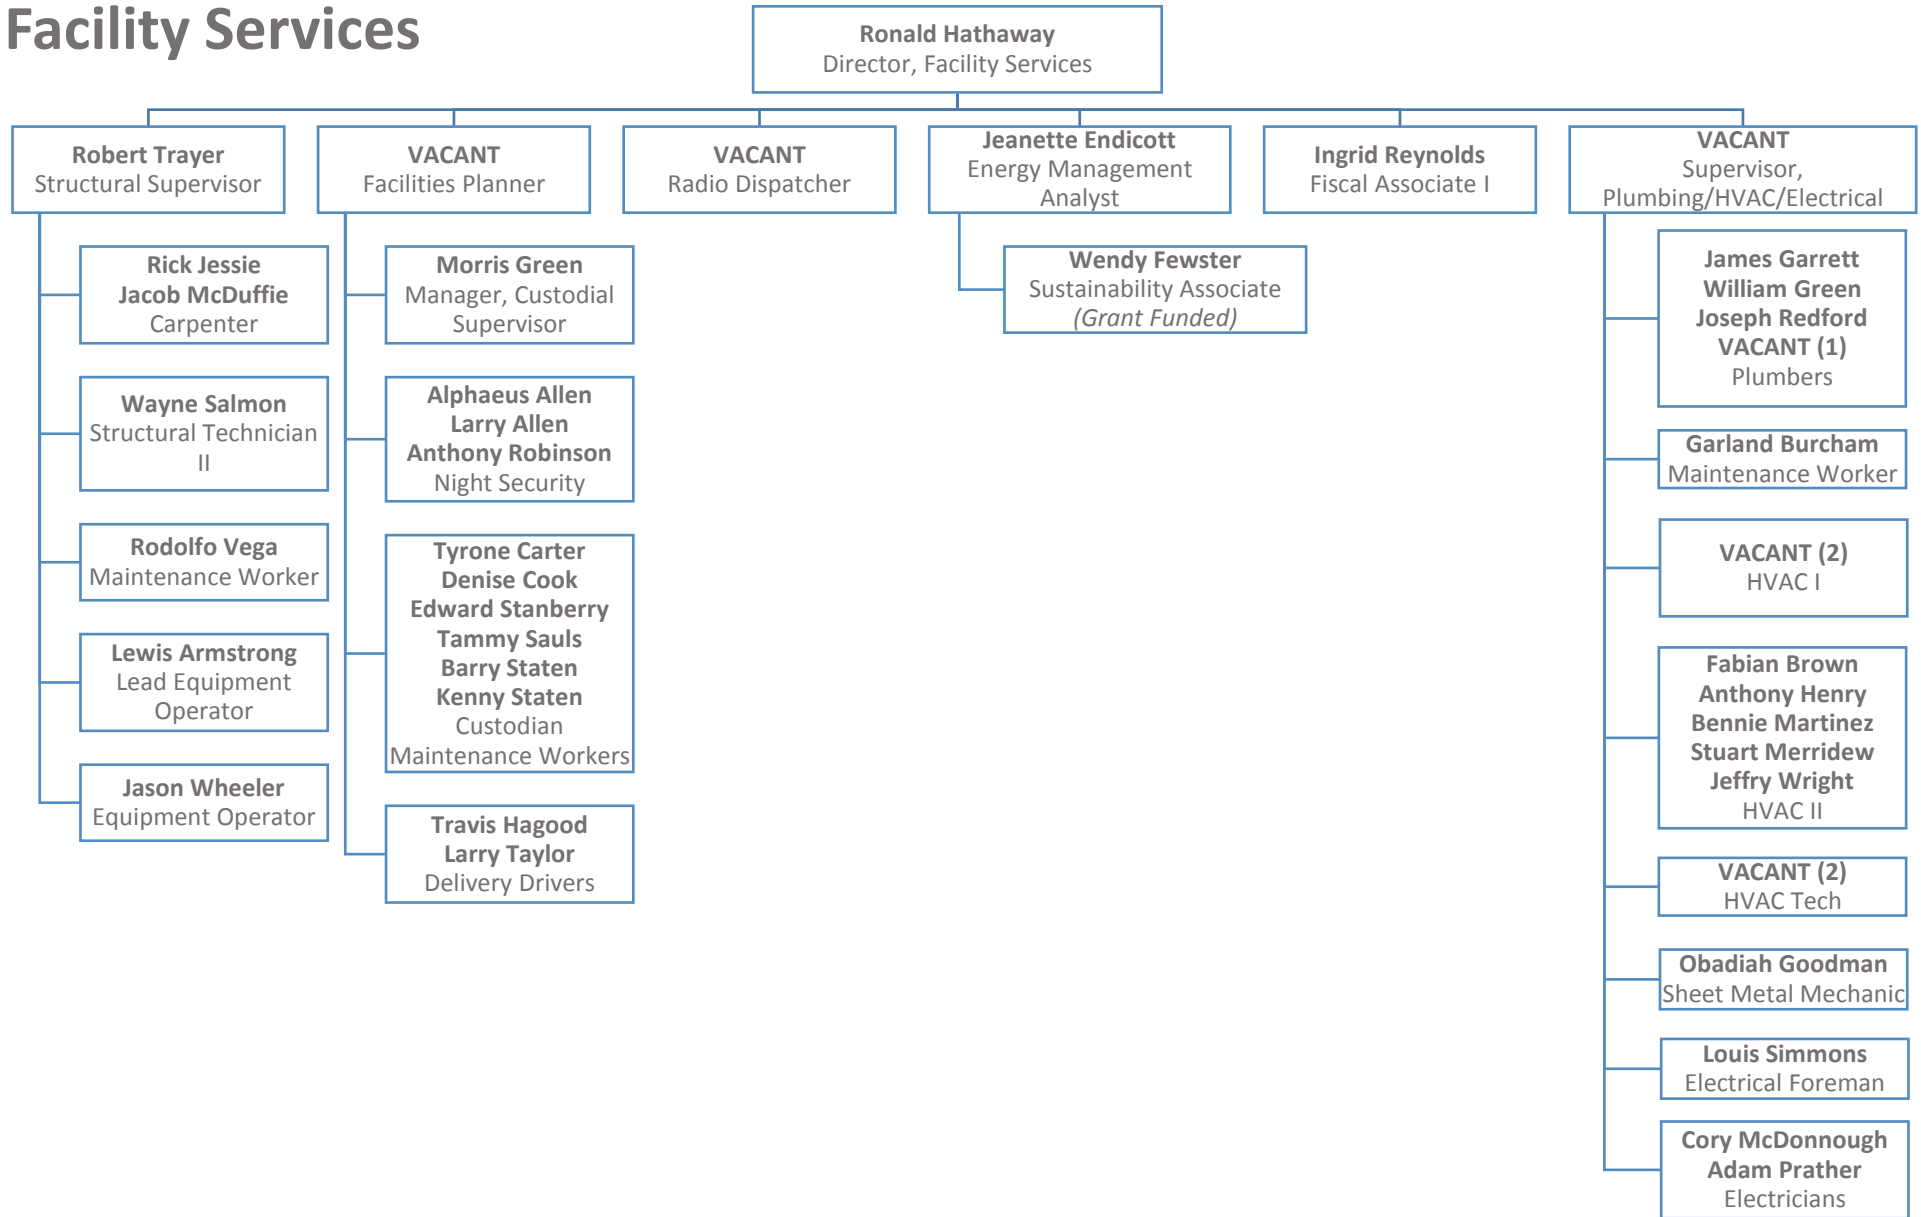 Facility Services
Ronald Hathaway
Director, Facility Services
Robert Trayer
Structural Supervisor
VACANT
Facilities Planner
VACANT
Radio Dispatcher
Jeanette Endicott
Energy Management
Analyst
Ingrid Reynolds
Fiscal Associate I
VACANT
Supervisor,
Plumbing/HVAC/Electrical
Rick Jessie
Jacob McDuffie
Carpenter
Wayne Salmon
Structural Technician
II
Rodolfo Vega
Maintenance Worker
Lewis Armstrong
Lead Equipment
Operator
Jason Wheeler
Equipment Operator
Morris Green
Manager, Custodial
Supervisor
Alphaeus Allen
Larry Allen
Anthony Robinson
Night Security
Tyrone Carter
Denise Cook
Edward Stanberry
Tammy Sauls
Barry Staten
Kenny Staten
Custodian
Maintenance Workers
Travis Hagood
Larry Taylor
Delivery Drivers
Wendy Fewster
Sustainability Associate
(Grant Funded)
James Garrett
William Green
Joseph Redford
VACANT (1)
Plumbers
Garland Burcham
Maintenance Worker
VACANT (2)
HVAC I
Fabian Brown
Anthony Henry
Bennie Martinez
Stuart Merridew
Jeffry Wright
HVAC II
VACANT (2)
HVAC Tech
Obadiah Goodman
Sheet Metal Mechanic
Louis Simmons
Electrical Foreman
Cory McDonnough
Adam Prather
Electricians